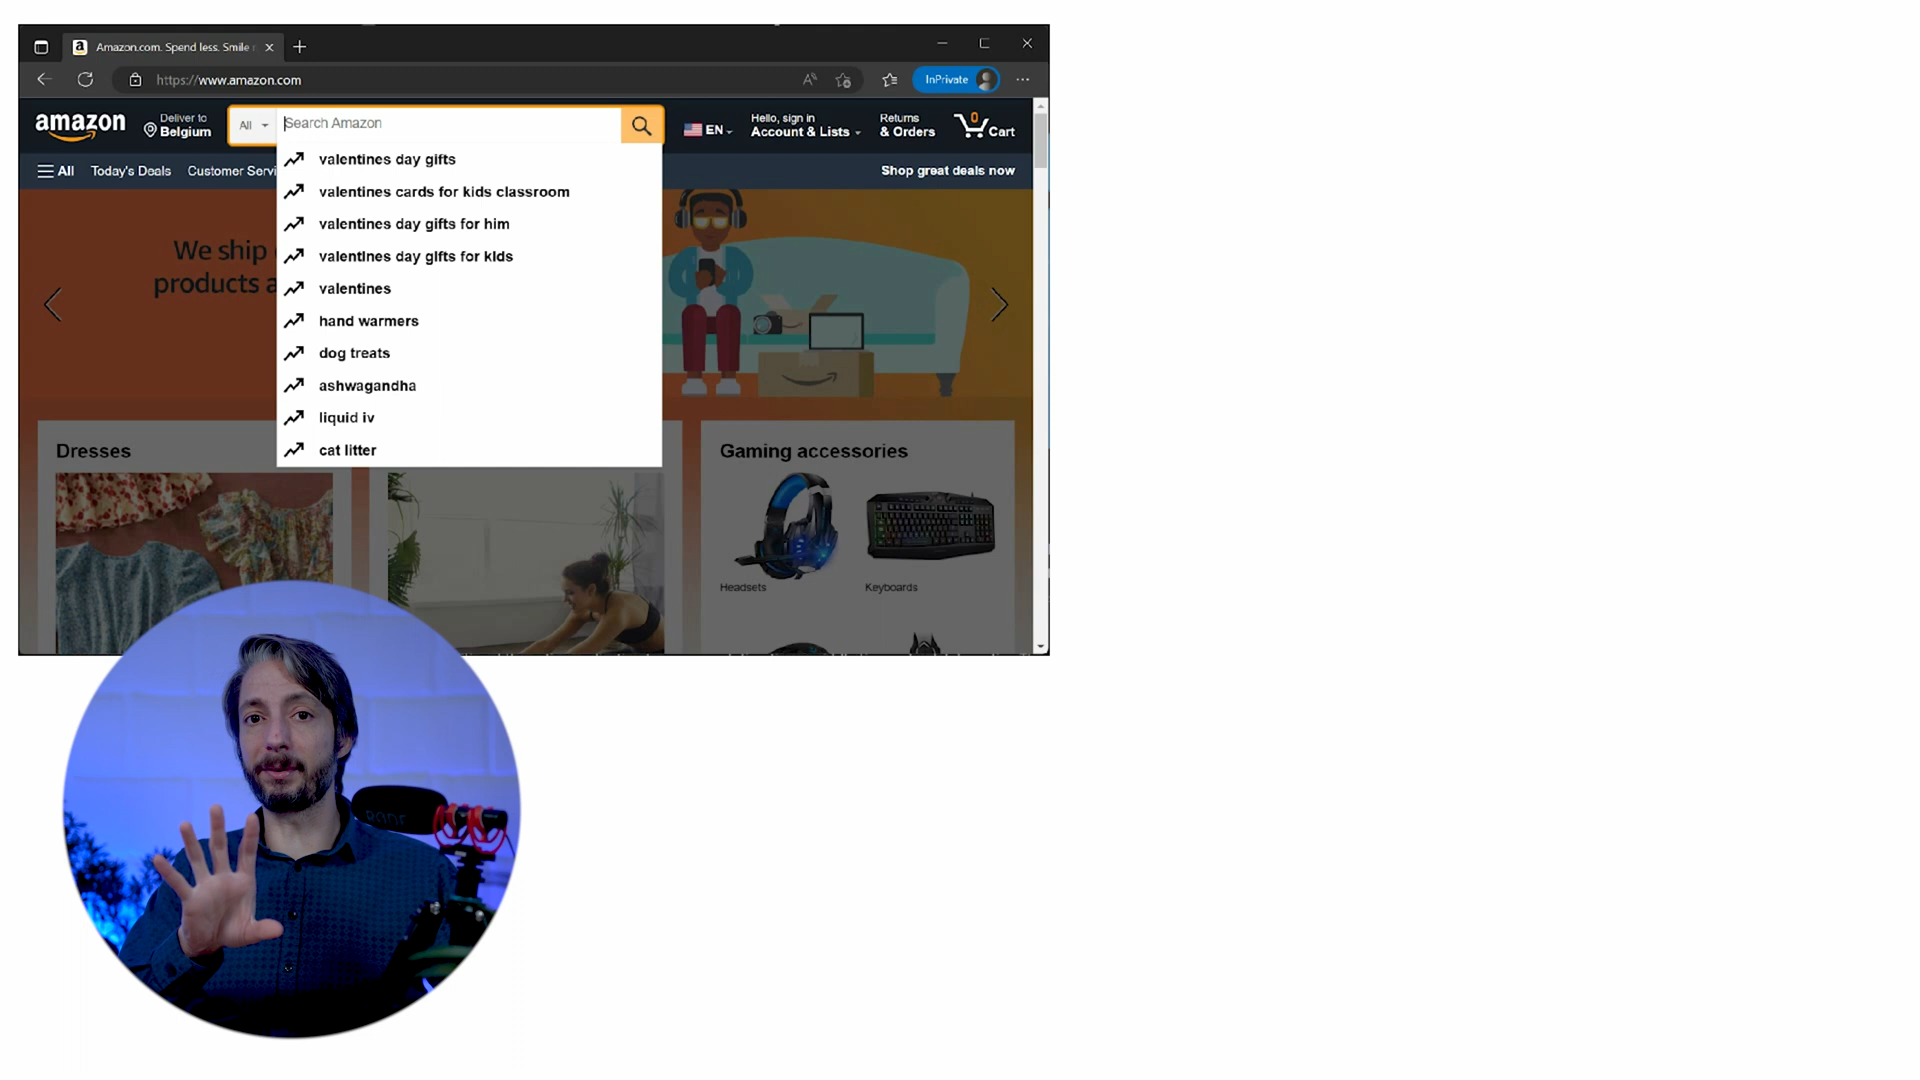 Amazon.com. Spend less. Smile
https://www.amazon.com
InPrivate
amazon
Deliver to
Belgium
All
Search Amazon
EN
Hello, sign in
Account & Lists
Returns
& Orders
0
Cart
All
Today's Deals
Customer Servi
Shop great deals now
valentines day gifts
valentines cards for kids classroom
valentines day gifts for him
valentines day gifts for kids
valentines
hand warmers
dog treats
ashwagandha
liquid iv
cat litter
We ship
products a
Dresses
Gaming accessories
Headsets
Keyboards
RØDE